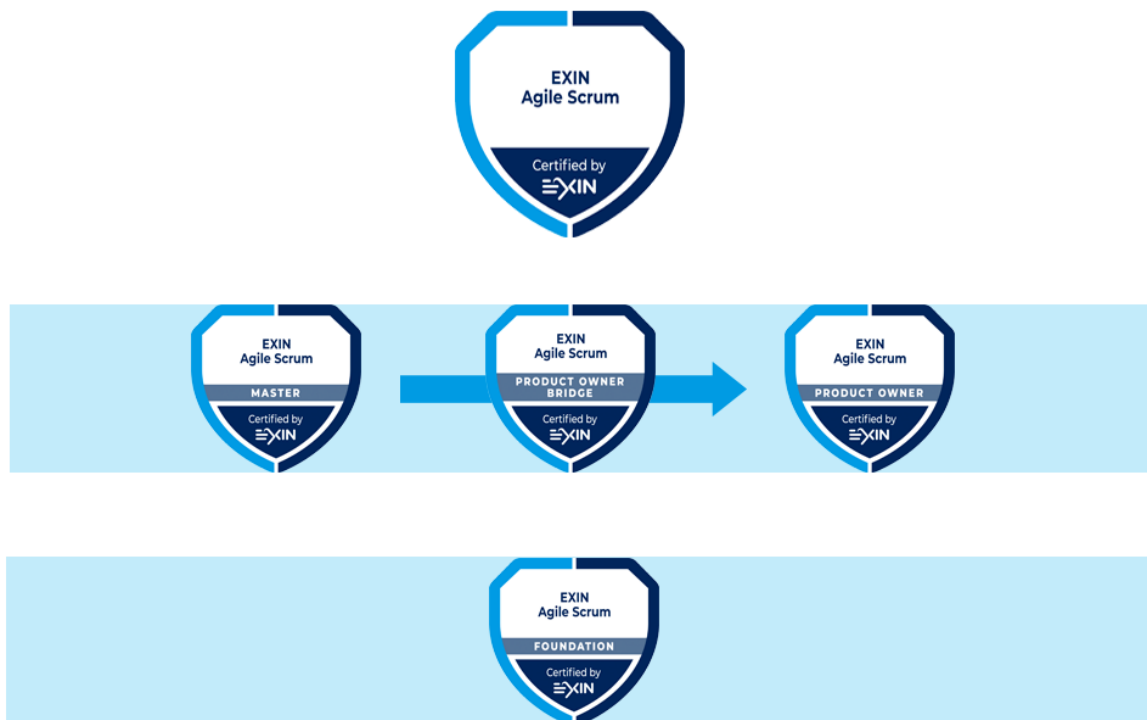 EXIN
Agile Scrum
Certified by
EXIN
EXIN
Agile Scrum
MASTER
Certified by
EXIN
EXIN
Agile Scrum
PRODUCT OWNER
BRIDGE
Certified by
EXIN
EXIN
Agile Scrum
PRODUCT OWNER
Certified by
EXIN
EXIN
Agile Scrum
FOUNDATION
Certified by
EXIN